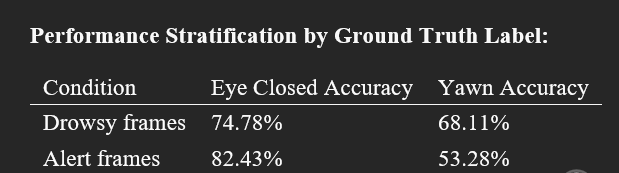 Performance Stratification by Ground Truth Label:
Condition Eye Closed Accuracy Yawn Accuracy
Drowsy frames 74.78% 68.11%
Alert frames 82.43% 53.28%